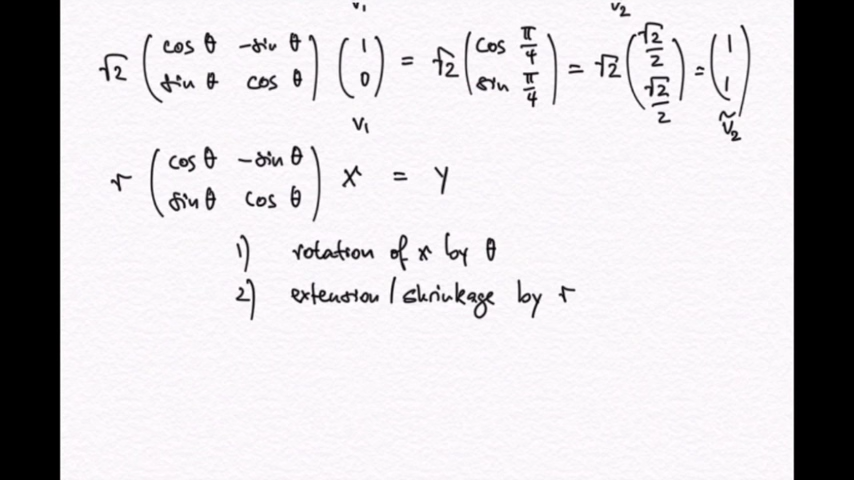 v₁ v₂
√2 ( cos θ -sin θ ; sin θ cos θ ) ( 1 ; 0 ) = √2 ( cos π/4 ; sin π/4 ) = √2 ( √2/2 ; √2/2 ) = ( 1 ; 1 )
v₁ ṽ₂
r ( cos θ -sin θ ; sin θ cos θ ) x = y
1) rotation of x by θ
2) extension / shrinkage by r